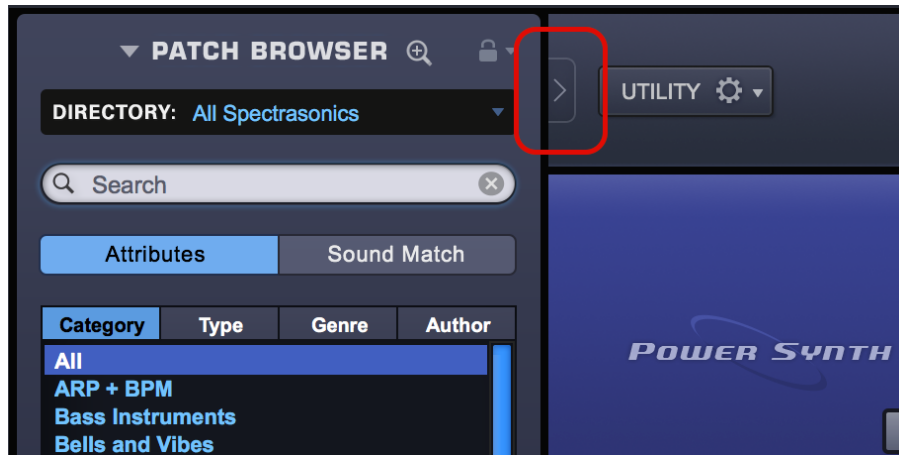 PATCH BROWSER
UTILITY
DIRECTORY: All Spectrasonics
Search
Attributes Sound Match
Category Type Genre Author
All
ARP + BPM
Bass Instruments
Bells and Vibes
POWER SYNTH